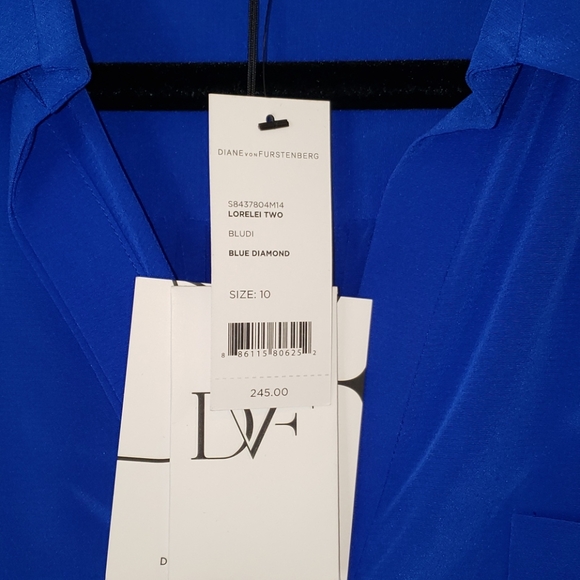 DIANE VON FURSTENBERG
S8437804M14
LORELEI TWO
BLUDI
BLUE DIAMOND
SIZE: 10
8 86115 80625 2
245.00
DVF
D